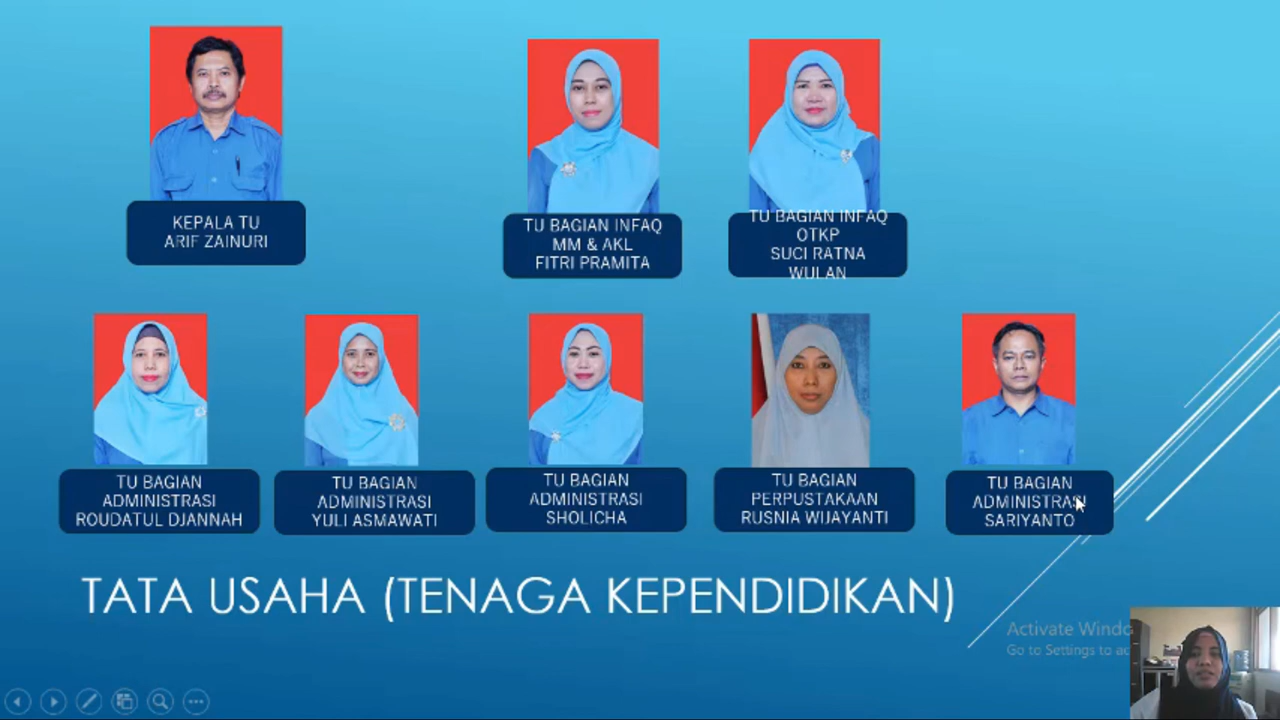 KEPALA TU
ARIF ZAINURI
TU BAGIAN INFAQ
MM & AKL
FITRI PRAMITA
TU BAGIAN INFAQ
OTKP
SUCI RATNA
WULAN
TU BAGIAN
ADMINISTRASI
ROUDATUL DJANNAH
TU BAGIAN
ADMINISTRASI
YULI ASMAWATI
TU BAGIAN
ADMINISTRASI
SHOLICHA
TU BAGIAN
PERPUSTAKAAN
RUSNIA WIJAYANTI
TU BAGIAN
ADMINISTRASI
SARIYANTO
TATA USAHA (TENAGA KEPENDIDIKAN)
Activate Windo
Go to Settings to ac